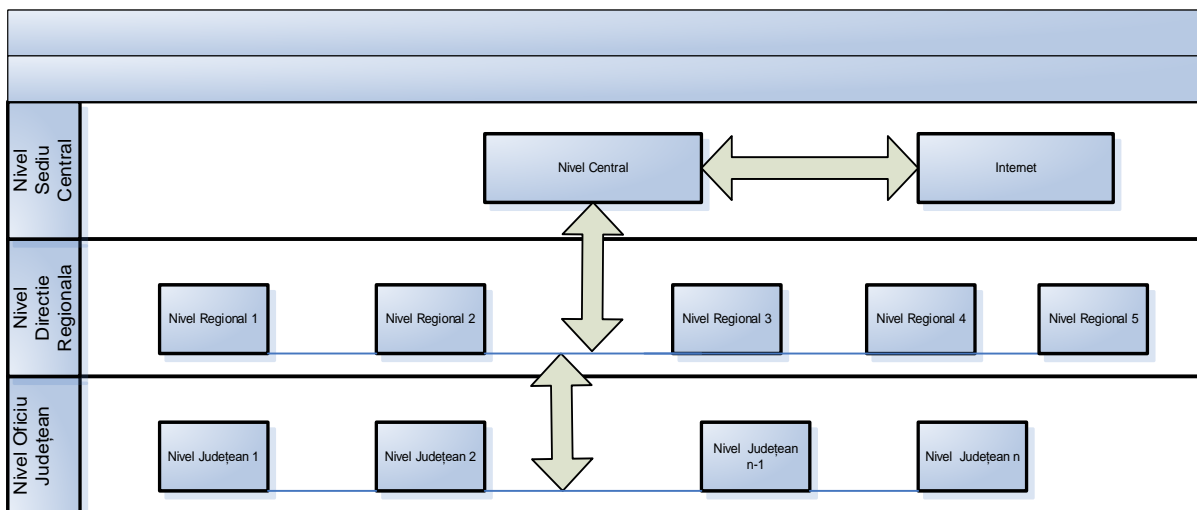 Nivel
Sediu
Central
Nivel Central
Internet
Nivel
Directie
Regionala
Nivel Regional 1
Nivel Regional 2
Nivel Regional 3
Nivel Regional 4
Nivel Regional 5
Nivel Oficiu
Județean
Nivel Județean 1
Nivel Județean 2
Nivel Județean
n-1
Nivel Județean n